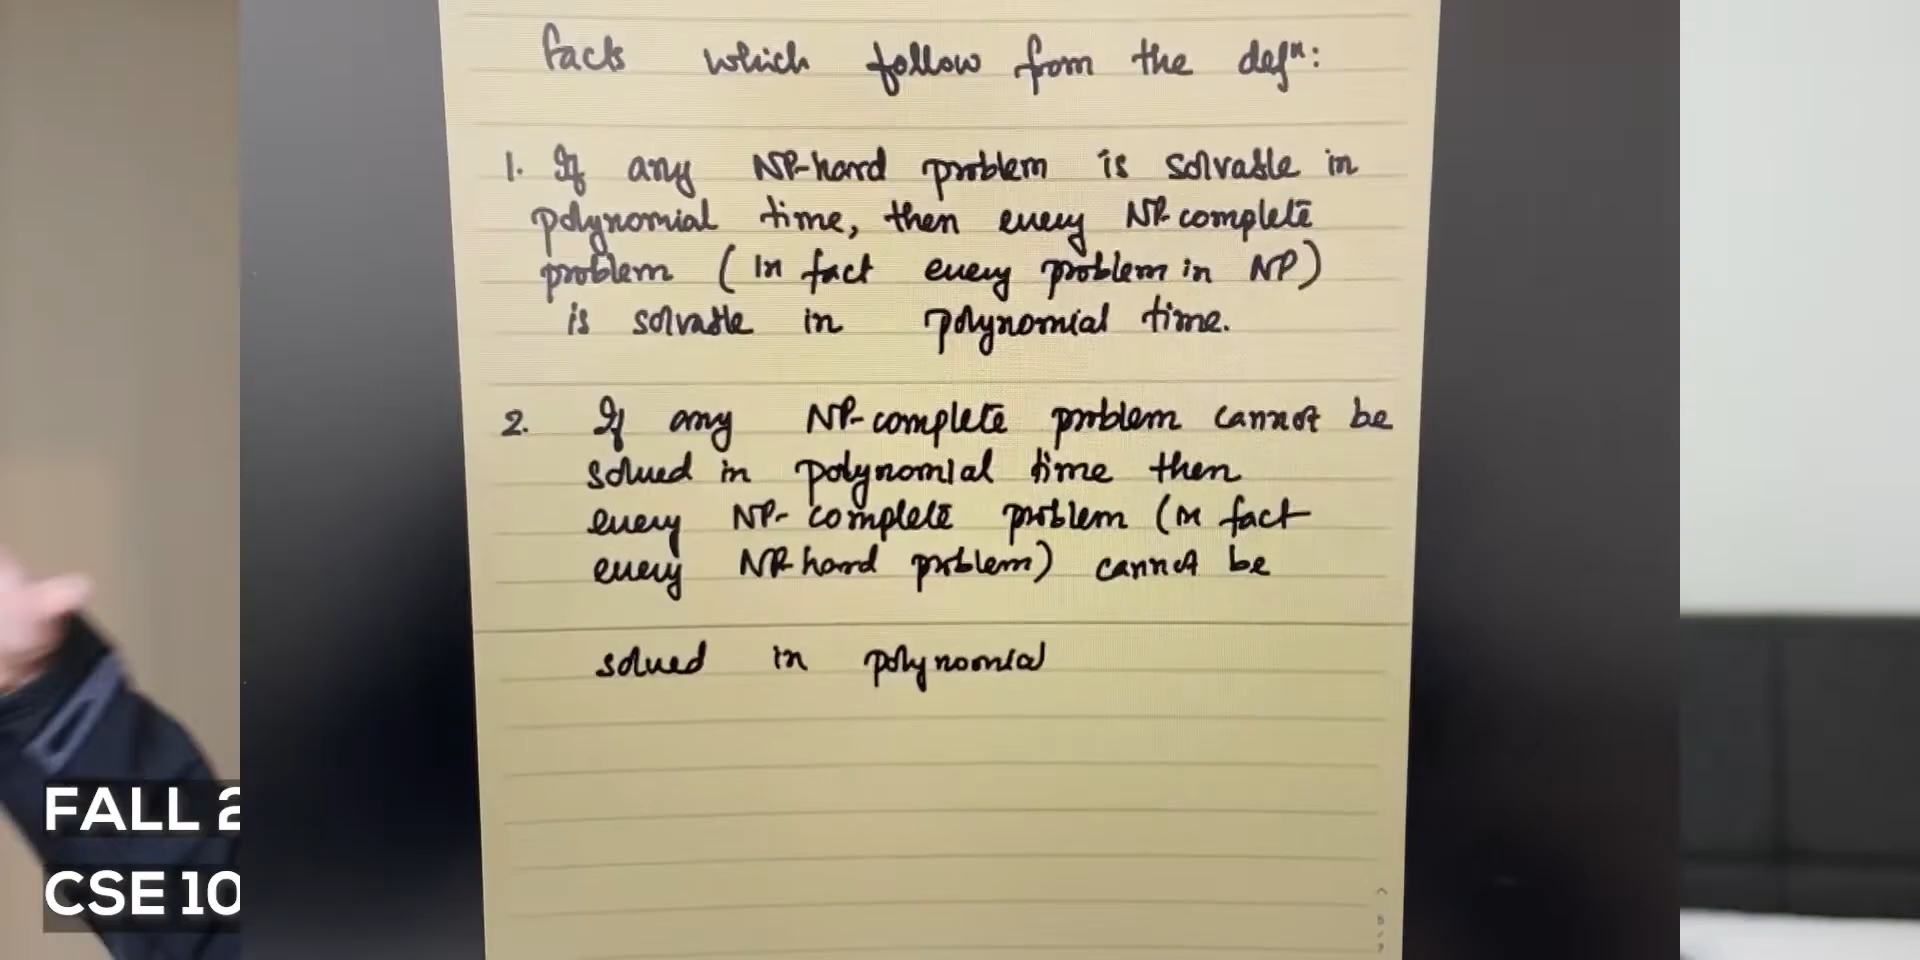 facts which follow from the defⁿ:
1. If any NP-hard problem is solvable in
polynomial time, then every NP-complete
problem (in fact every problem in NP)
is solvable in polynomial time.
2. If any NP-complete problem cannot be
solved in polynomial time then
every NP-complete problem (in fact
every NP-hard problem) cannot be
solved in polynomial
FALL 2
CSE 10